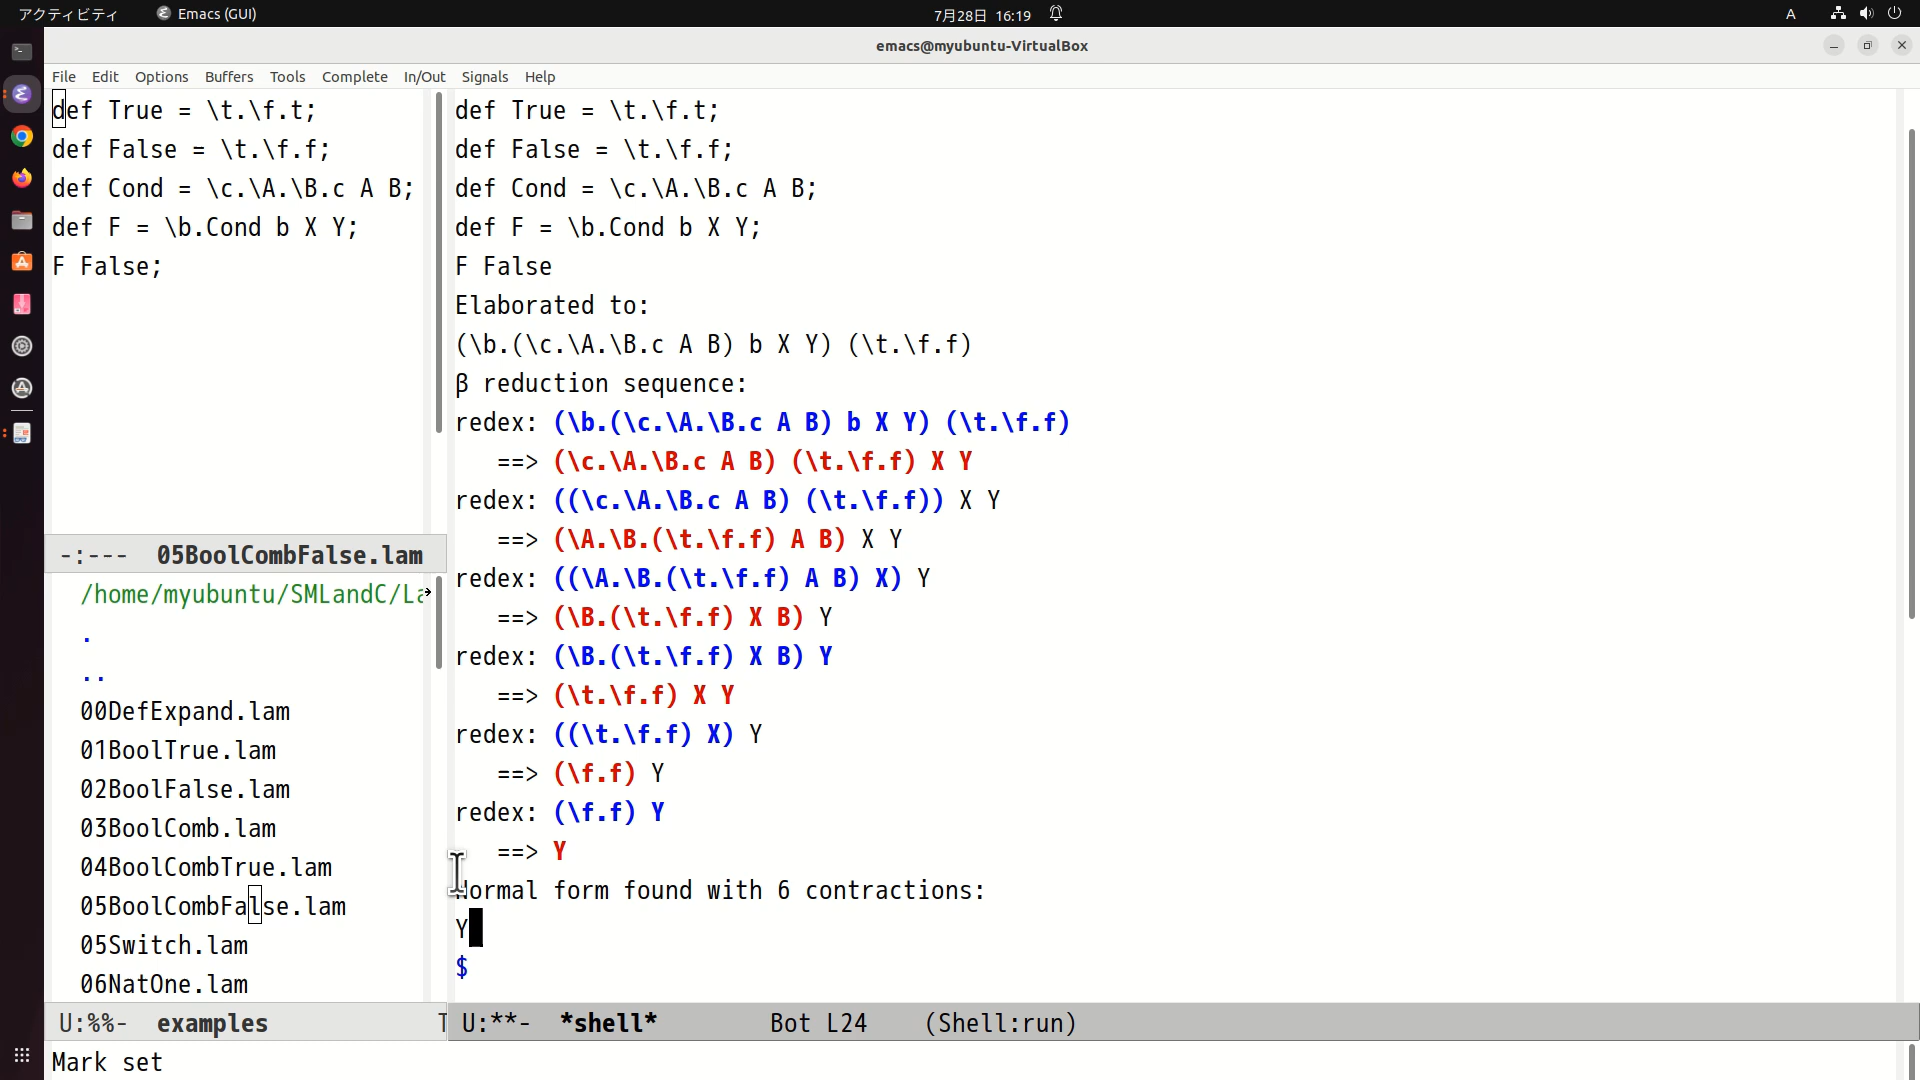 アクティビティ Emacs (GUI) 7月28日 16:19 A
emacs@myubuntu-VirtualBox
File Edit Options Buffers Tools Complete In/Out Signals Help
def True = \t.\f.t;
def False = \t.\f.f;
def Cond = \c.\A.\B.c A B;
def F = \b.Cond b X Y;
F False;
-:--- 05BoolCombFalse.lam
/home/myubuntu/SMLandC/La
.
..
00DefExpand.lam
01BoolTrue.lam
02BoolFalse.lam
03BoolComb.lam
04BoolCombTrue.lam
05BoolCombFalse.lam
05Switch.lam
06NatOne.lam
U:%%- examples T
def True = \t.\f.t;
def False = \t.\f.f;
def Cond = \c.\A.\B.c A B;
def F = \b.Cond b X Y;
F False
Elaborated to:
(\b.(\c.\A.\B.c A B) b X Y) (\t.\f.f)
β reduction sequence:
redex: (\b.(\c.\A.\B.c A B) b X Y) (\t.\f.f)
==> (\c.\A.\B.c A B) (\t.\f.f) X Y
redex: ((\c.\A.\B.c A B) (\t.\f.f)) X Y
==> (\A.\B.(\t.\f.f) A B) X Y
redex: ((\A.\B.(\t.\f.f) A B) X) Y
==> (\B.(\t.\f.f) X B) Y
redex: (\B.(\t.\f.f) X B) Y
==> (\t.\f.f) X Y
redex: ((\t.\f.f) X) Y
==> (\f.f) Y
redex: (\f.f) Y
==> Y
Normal form found with 6 contractions:
Y
$
U:**- *shell* Bot L24 (Shell:run)
Mark set